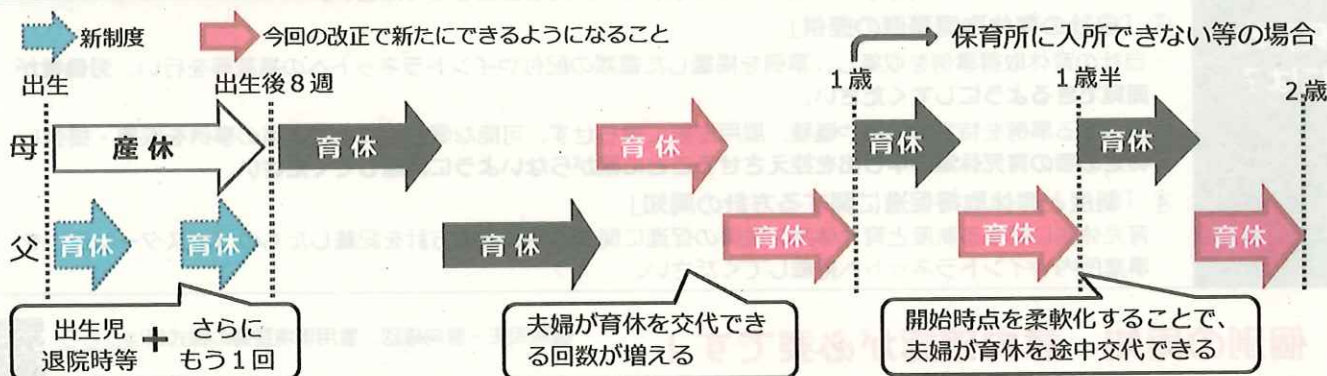 新制度
今回の改正で新たにできるようになること
保育所に入所できない等の場合
出生
出生後8週
1歳
1歳半
2歳
母
産休
育休
育休
育休
育休
父
育休
育休
育休
育休
育休
育休
出生児
退院時等
+
さらに
もう1回
夫婦が育休を交代でき
る回数が増える
開始時点を柔軟化することで、
夫婦が育休を途中交代できる